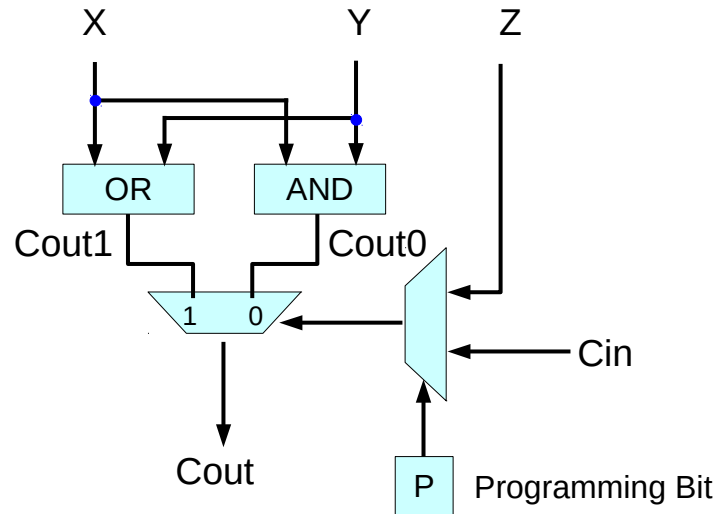 X Y Z
OR AND
Cout1 Cout0
1 0
Cin
Cout
P Programming Bit